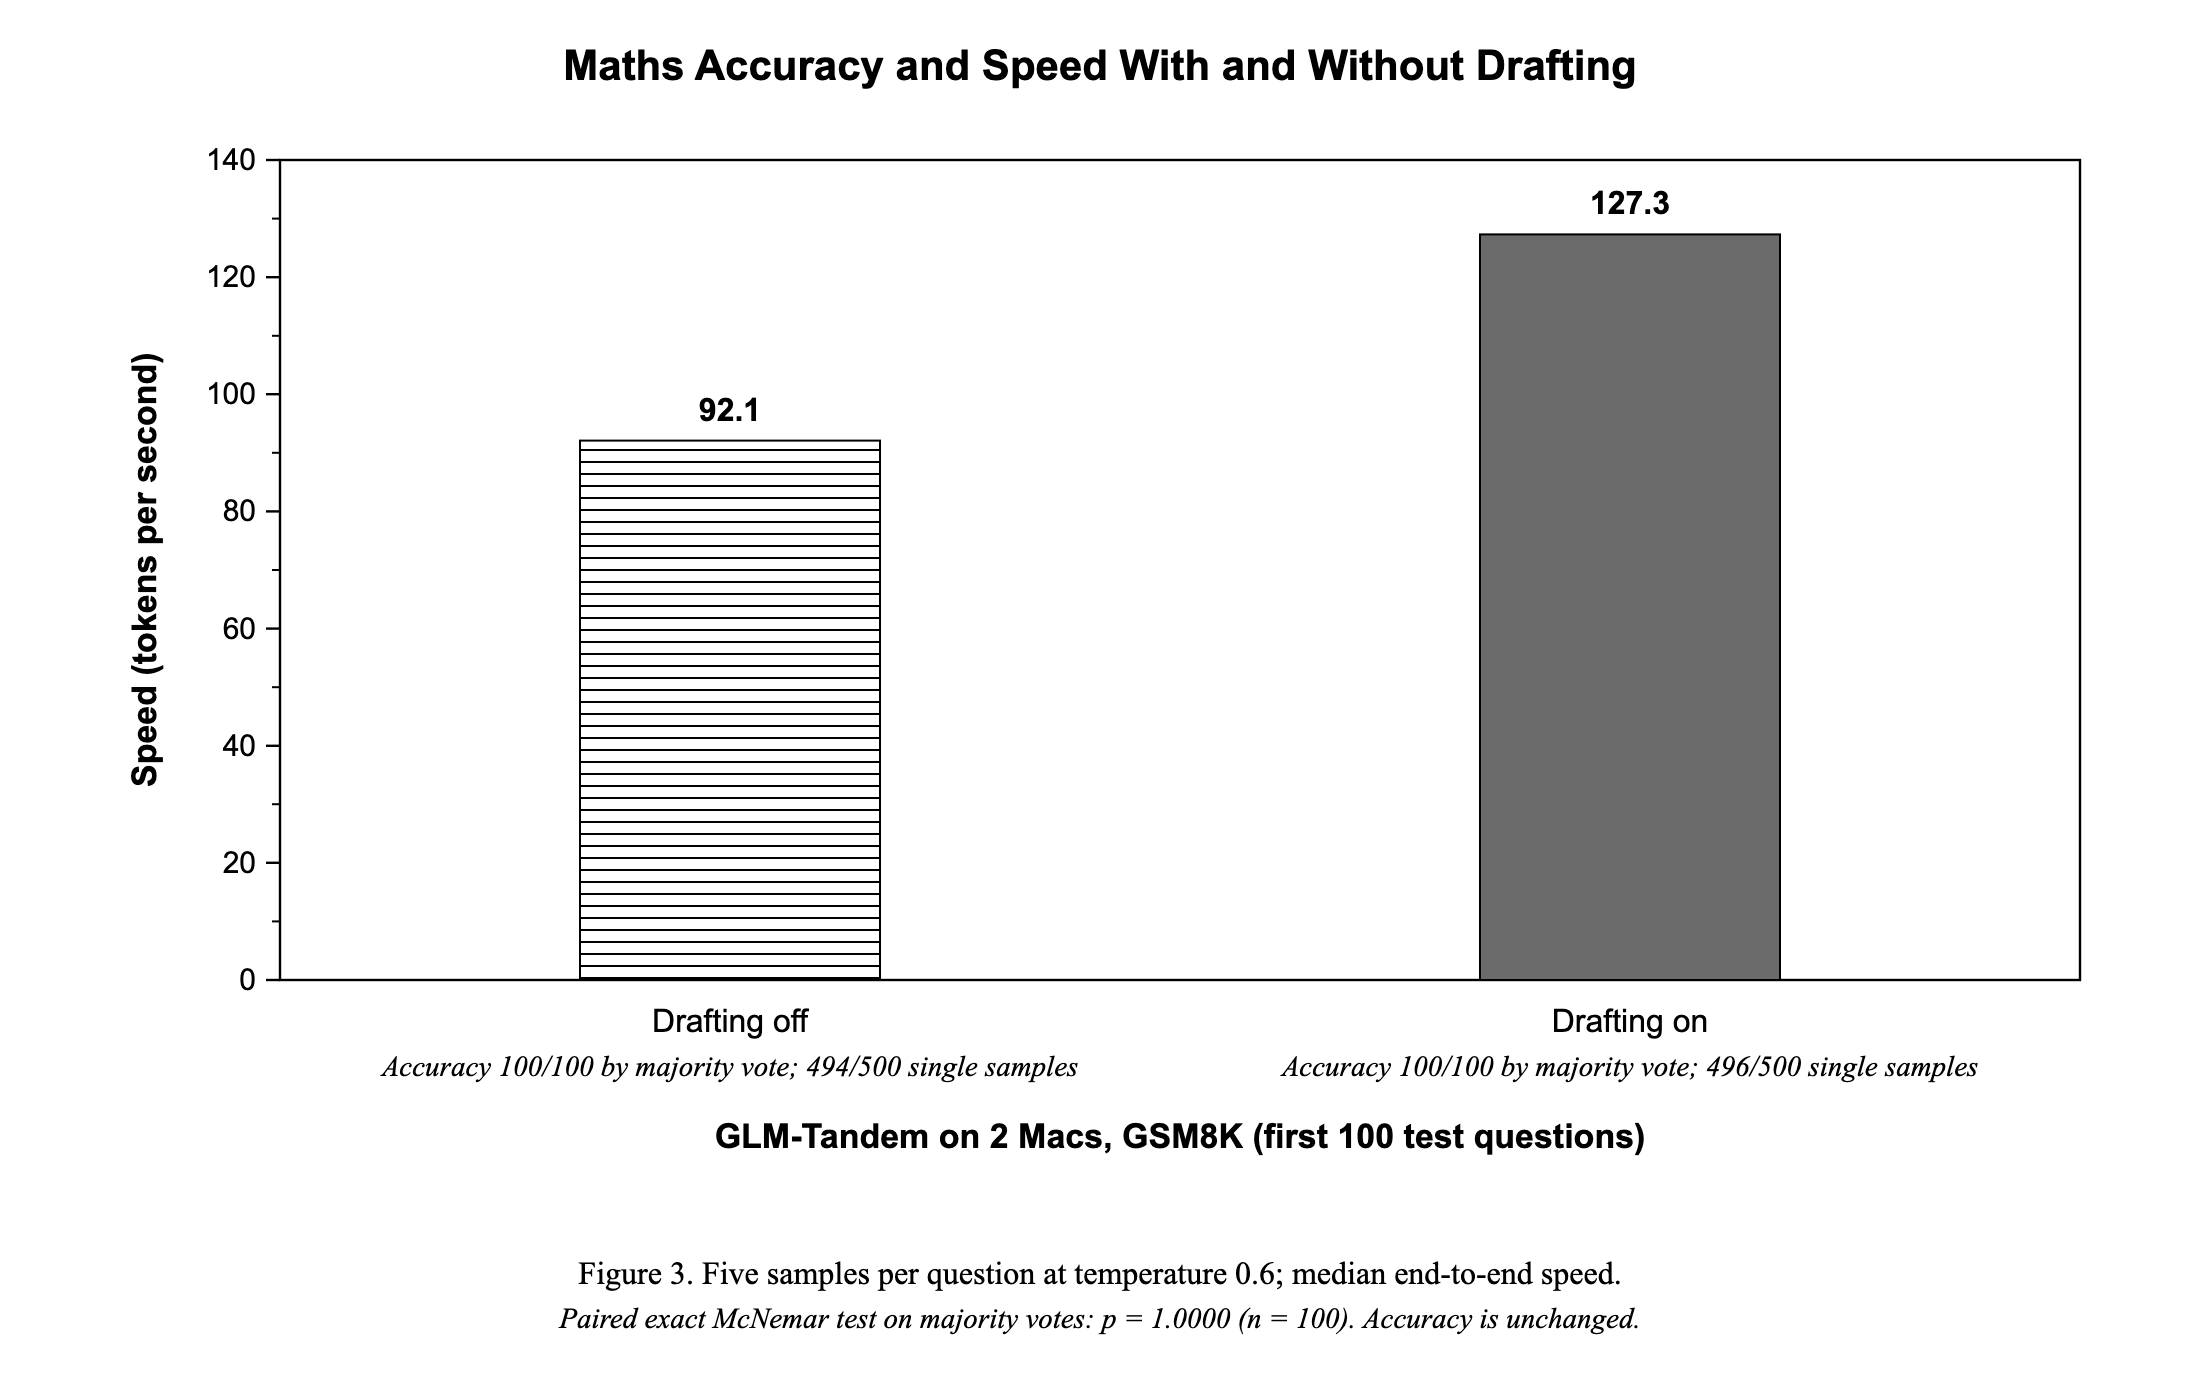 Maths Accuracy and Speed With and Without Drafting
Speed (tokens per second)
140
120
100
80
60
40
20
0
92.1
127.3
Drafting off
Accuracy 100/100 by majority vote; 494/500 single samples
Drafting on
Accuracy 100/100 by majority vote; 496/500 single samples
GLM-Tandem on 2 Macs, GSM8K (first 100 test questions)
Figure 3. Five samples per question at temperature 0.6; median end-to-end speed.
Paired exact McNemar test on majority votes: p = 1.0000 (n = 100). Accuracy is unchanged.